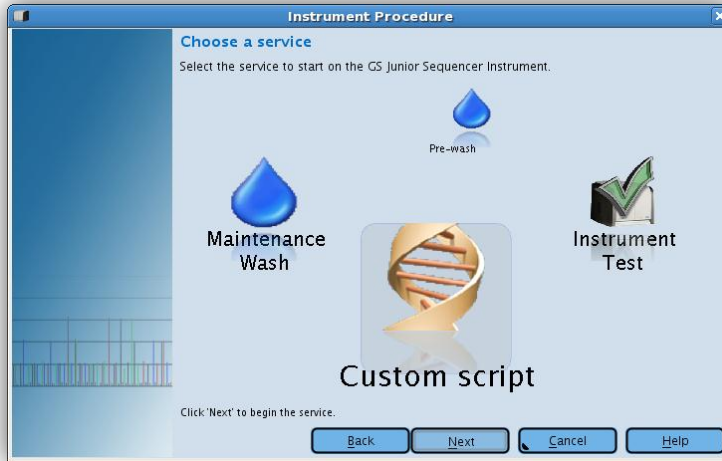 Instrument Procedure
Choose a service
Select the service to start on the GS Junior Sequencer Instrument.
Pre-wash
Maintenance
Wash
Instrument
Test
Custom script
Click 'Next' to begin the service.
Back
Next
Cancel
Help